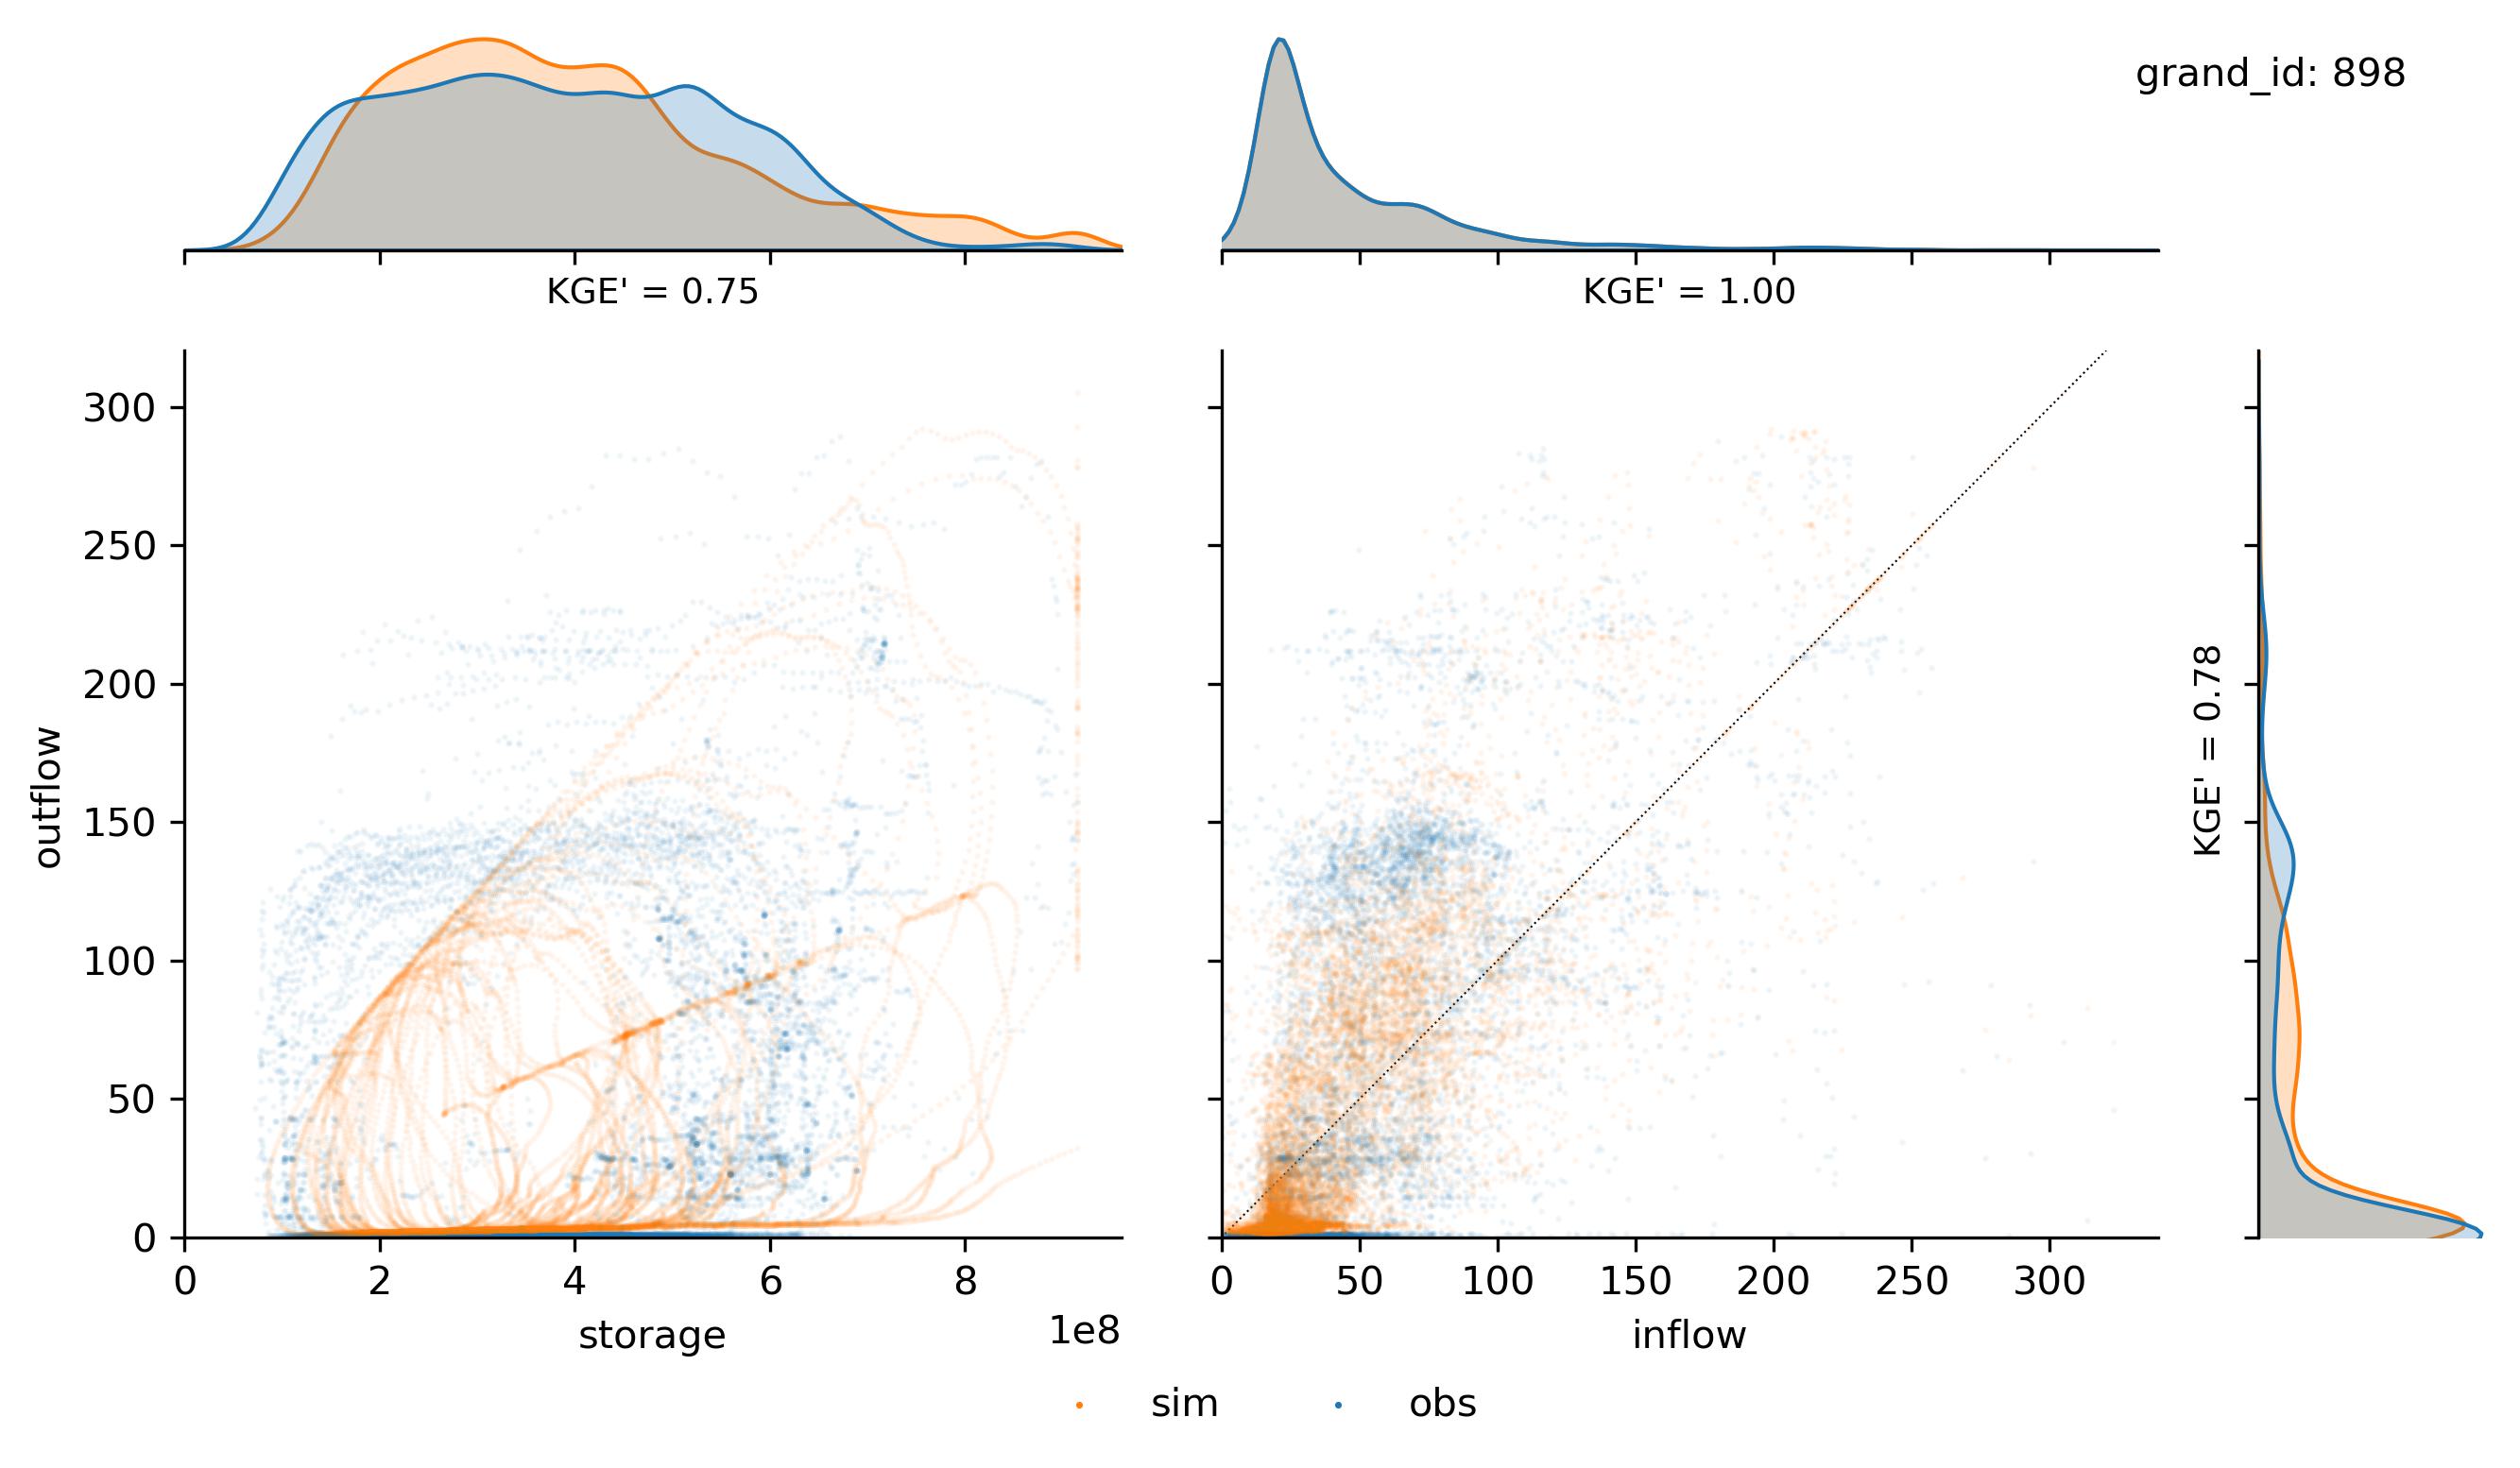 grand_id: 898
KGE' = 0.75
KGE' = 1.00
300
250
200
150
100
50
0
outflow
KGE' = 0.78
0 2 4 6 8
0 50 100 150 200 250 300
1e8
storage
inflow
sim obs